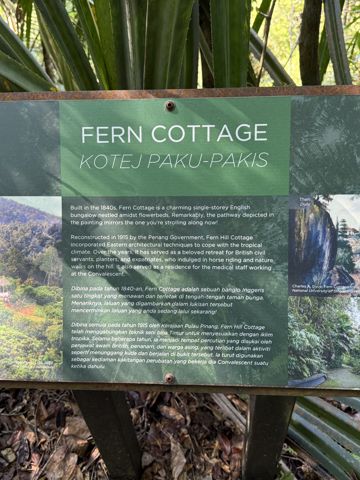 FERN COTTAGE
KOTEJ PAKU-PAKIS
Built in the 1840s, Fern Cottage is a charming single-storey English
bungalow nestled amidst flowerbeds. Remarkably, the pathway depicted in
the painting mirrors the one you're strolling along now!
Reconstructed in 1915 by the Penang Government, Fern Hill Cottage
incorporated Eastern architectural techniques to cope with the tropical
climate. Over the years, it has served as a beloved retreat for British civil
servants, planters, and expatriates, who indulged in horse riding and nature
walks on the hill. It also served as a residence for the medical staff working
at the Convalescent.
Dibina pada tahun 1840-an, Fern Cottage adalah sebuah banglo Inggeris
satu tingkat yang menawan dan terletak di tengah-tengah taman bunga.
Menariknya, laluan yang digambarkan dalam lukisan tersebut
mencerminkan laluan yang anda sedang lalui sekarang!
Dibina semula pada tahun 1915 oleh Kerajaan Pulau Pinang, Fern Hill Cottage
telah menggabungkan teknik seni bina Timur untuk menyesuaikan dengan iklim
tropika. Selama beberapa tahun, ia menjadi tempat percutian yang disukai oleh
penjawat awam British, penanam, dan warga asing, yang terlibat dalam aktiviti
seperti menunggang kuda dan berjalan di bukit tersebut. Ia turut digunakan
sebagai kediaman kakitangan perubatan yang bekerja di Convalescent suatu
ketika dahulu.
Charles A. Dyce, Fern
National University of